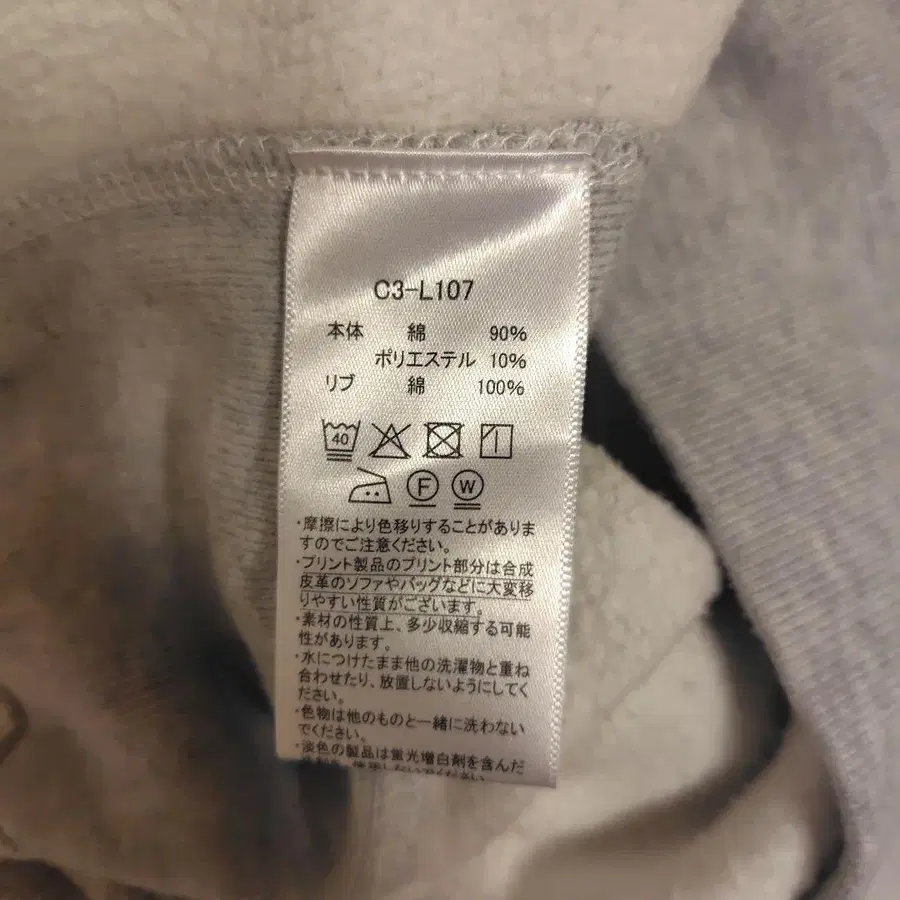 C3-L107
本体 綿 90%
ポリエステル 10%
リブ 綿 100%
40
F W
・摩擦により色移りすることがありま
すのでご注意ください。
・プリント製品のプリント部分は合成
皮革のソファやバッグなどに大変移
りやすい性質がございます。
・素材の性質上、多少収縮する可能
性があります。
・水につけたまま他の洗濯物と重ね
合わせたり、放置しないようにしてく
ださい。
・色物は他のものと一緒に洗わない
でください。
・淡色の製品は蛍光増白剤を含んだ